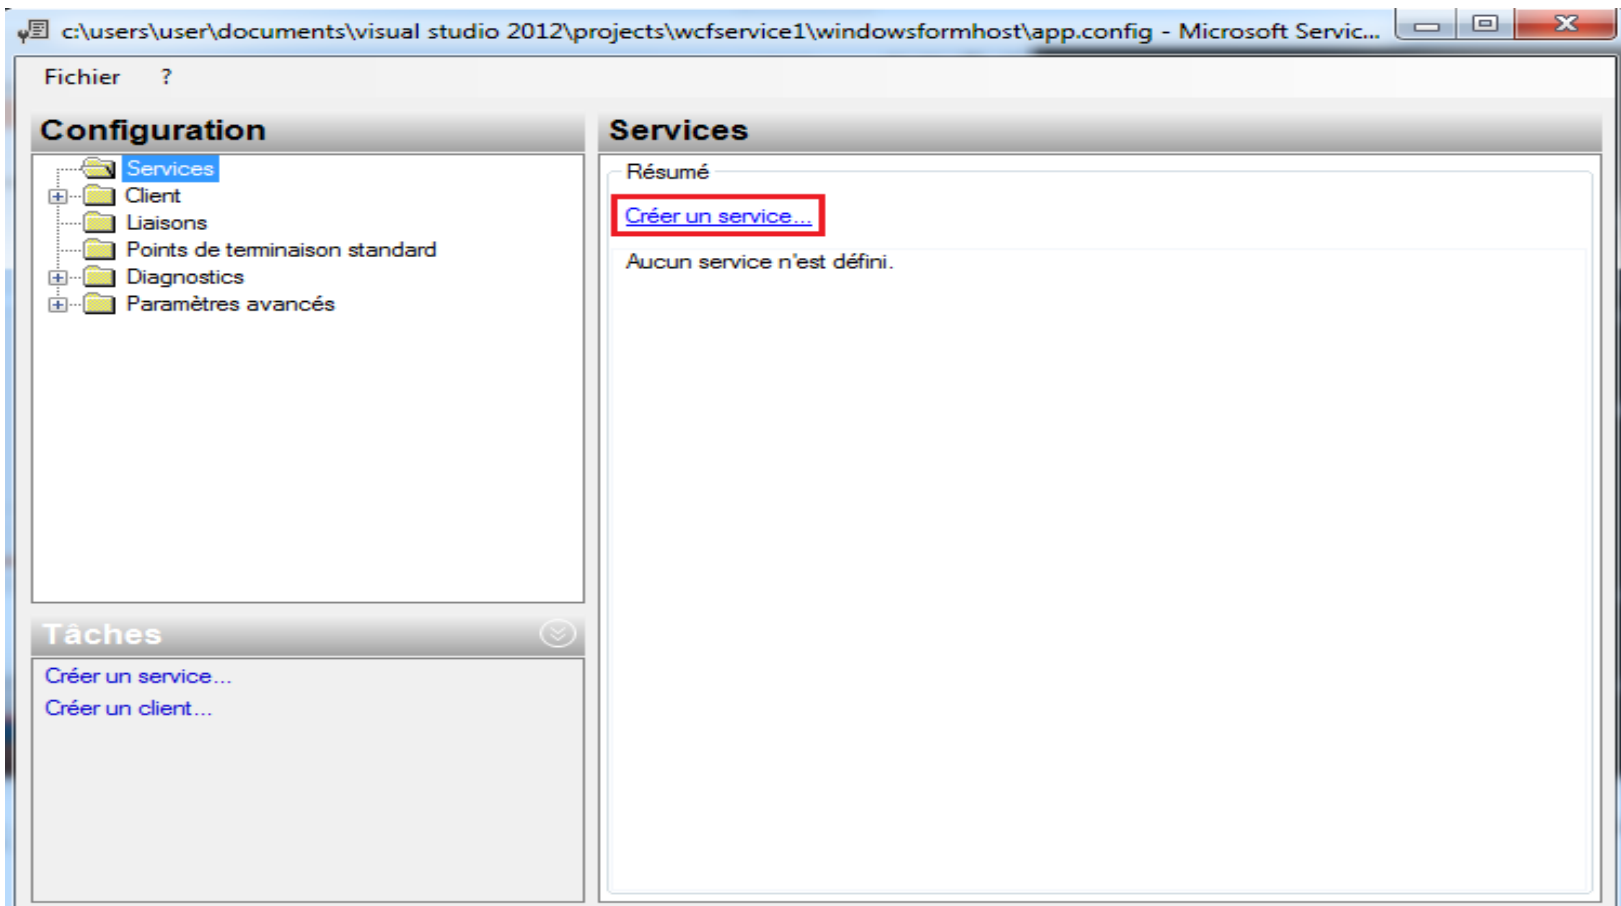 c:\users\user\documents\visual studio 2012\projects\wcfservice1\windowsformhost\app.config - Microsoft Servic...
Fichier ?
Configuration
Services
Client
Liaisons
Points de terminaison standard
Diagnostics
Paramètres avancés
Tâches
Créer un service...
Créer un client...
Services
Résumé
Créer un service...
Aucun service n'est défini.